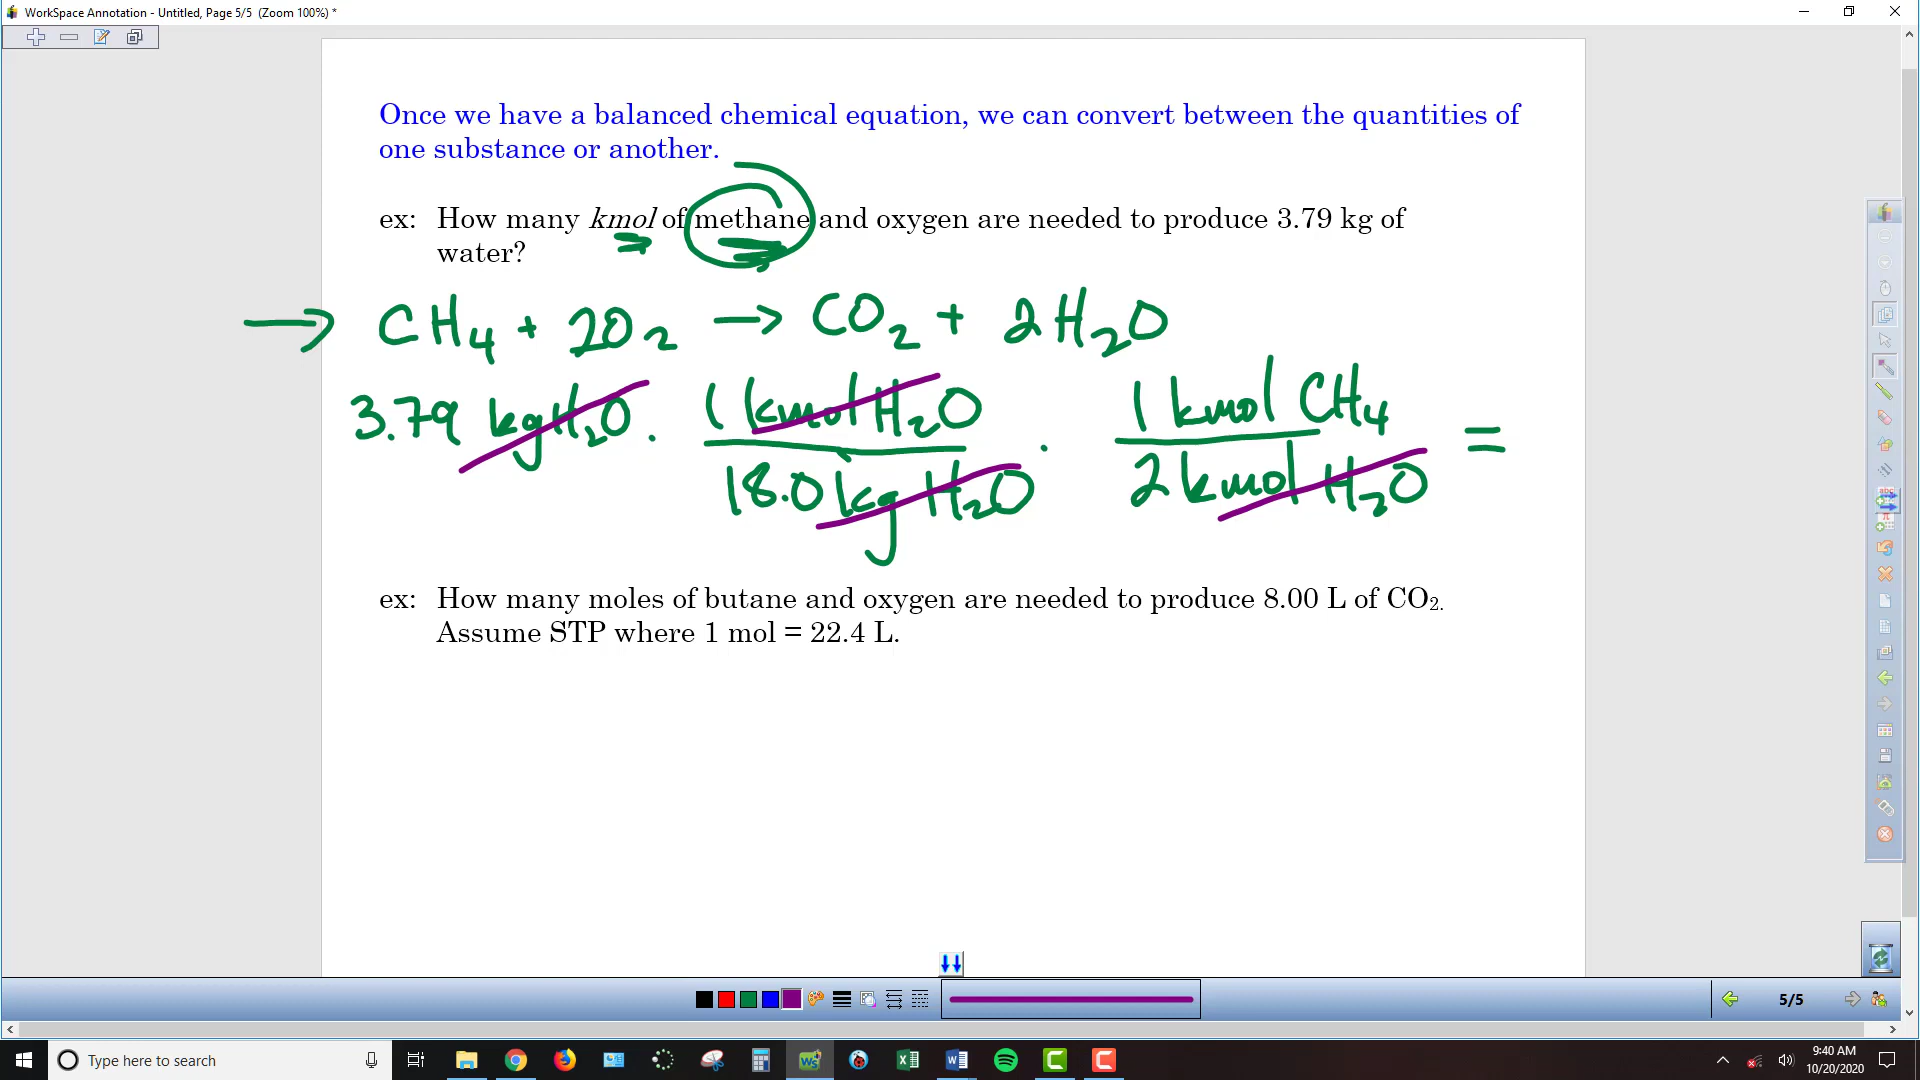 WorkSpace Annotation - Untitled, Page 5/5 (Zoom 100%) *
Once we have a balanced chemical equation, we can convert between the quantities of
one substance or another.
ex: How many kmol of methane and oxygen are needed to produce 3.79 kg of
water?
→ CH₄ + 2O₂ → CO₂ + 2H₂O
3.79 kg H₂O · 1 kmol H₂O / 18.0 kg H₂O · 1 kmol CH₄ / 2 kmol H₂O =
ex: How many moles of butane and oxygen are needed to produce 8.00 L of CO₂.
Assume STP where 1 mol = 22.4 L.
5/5
Type here to search
9:40 AM
10/20/2020